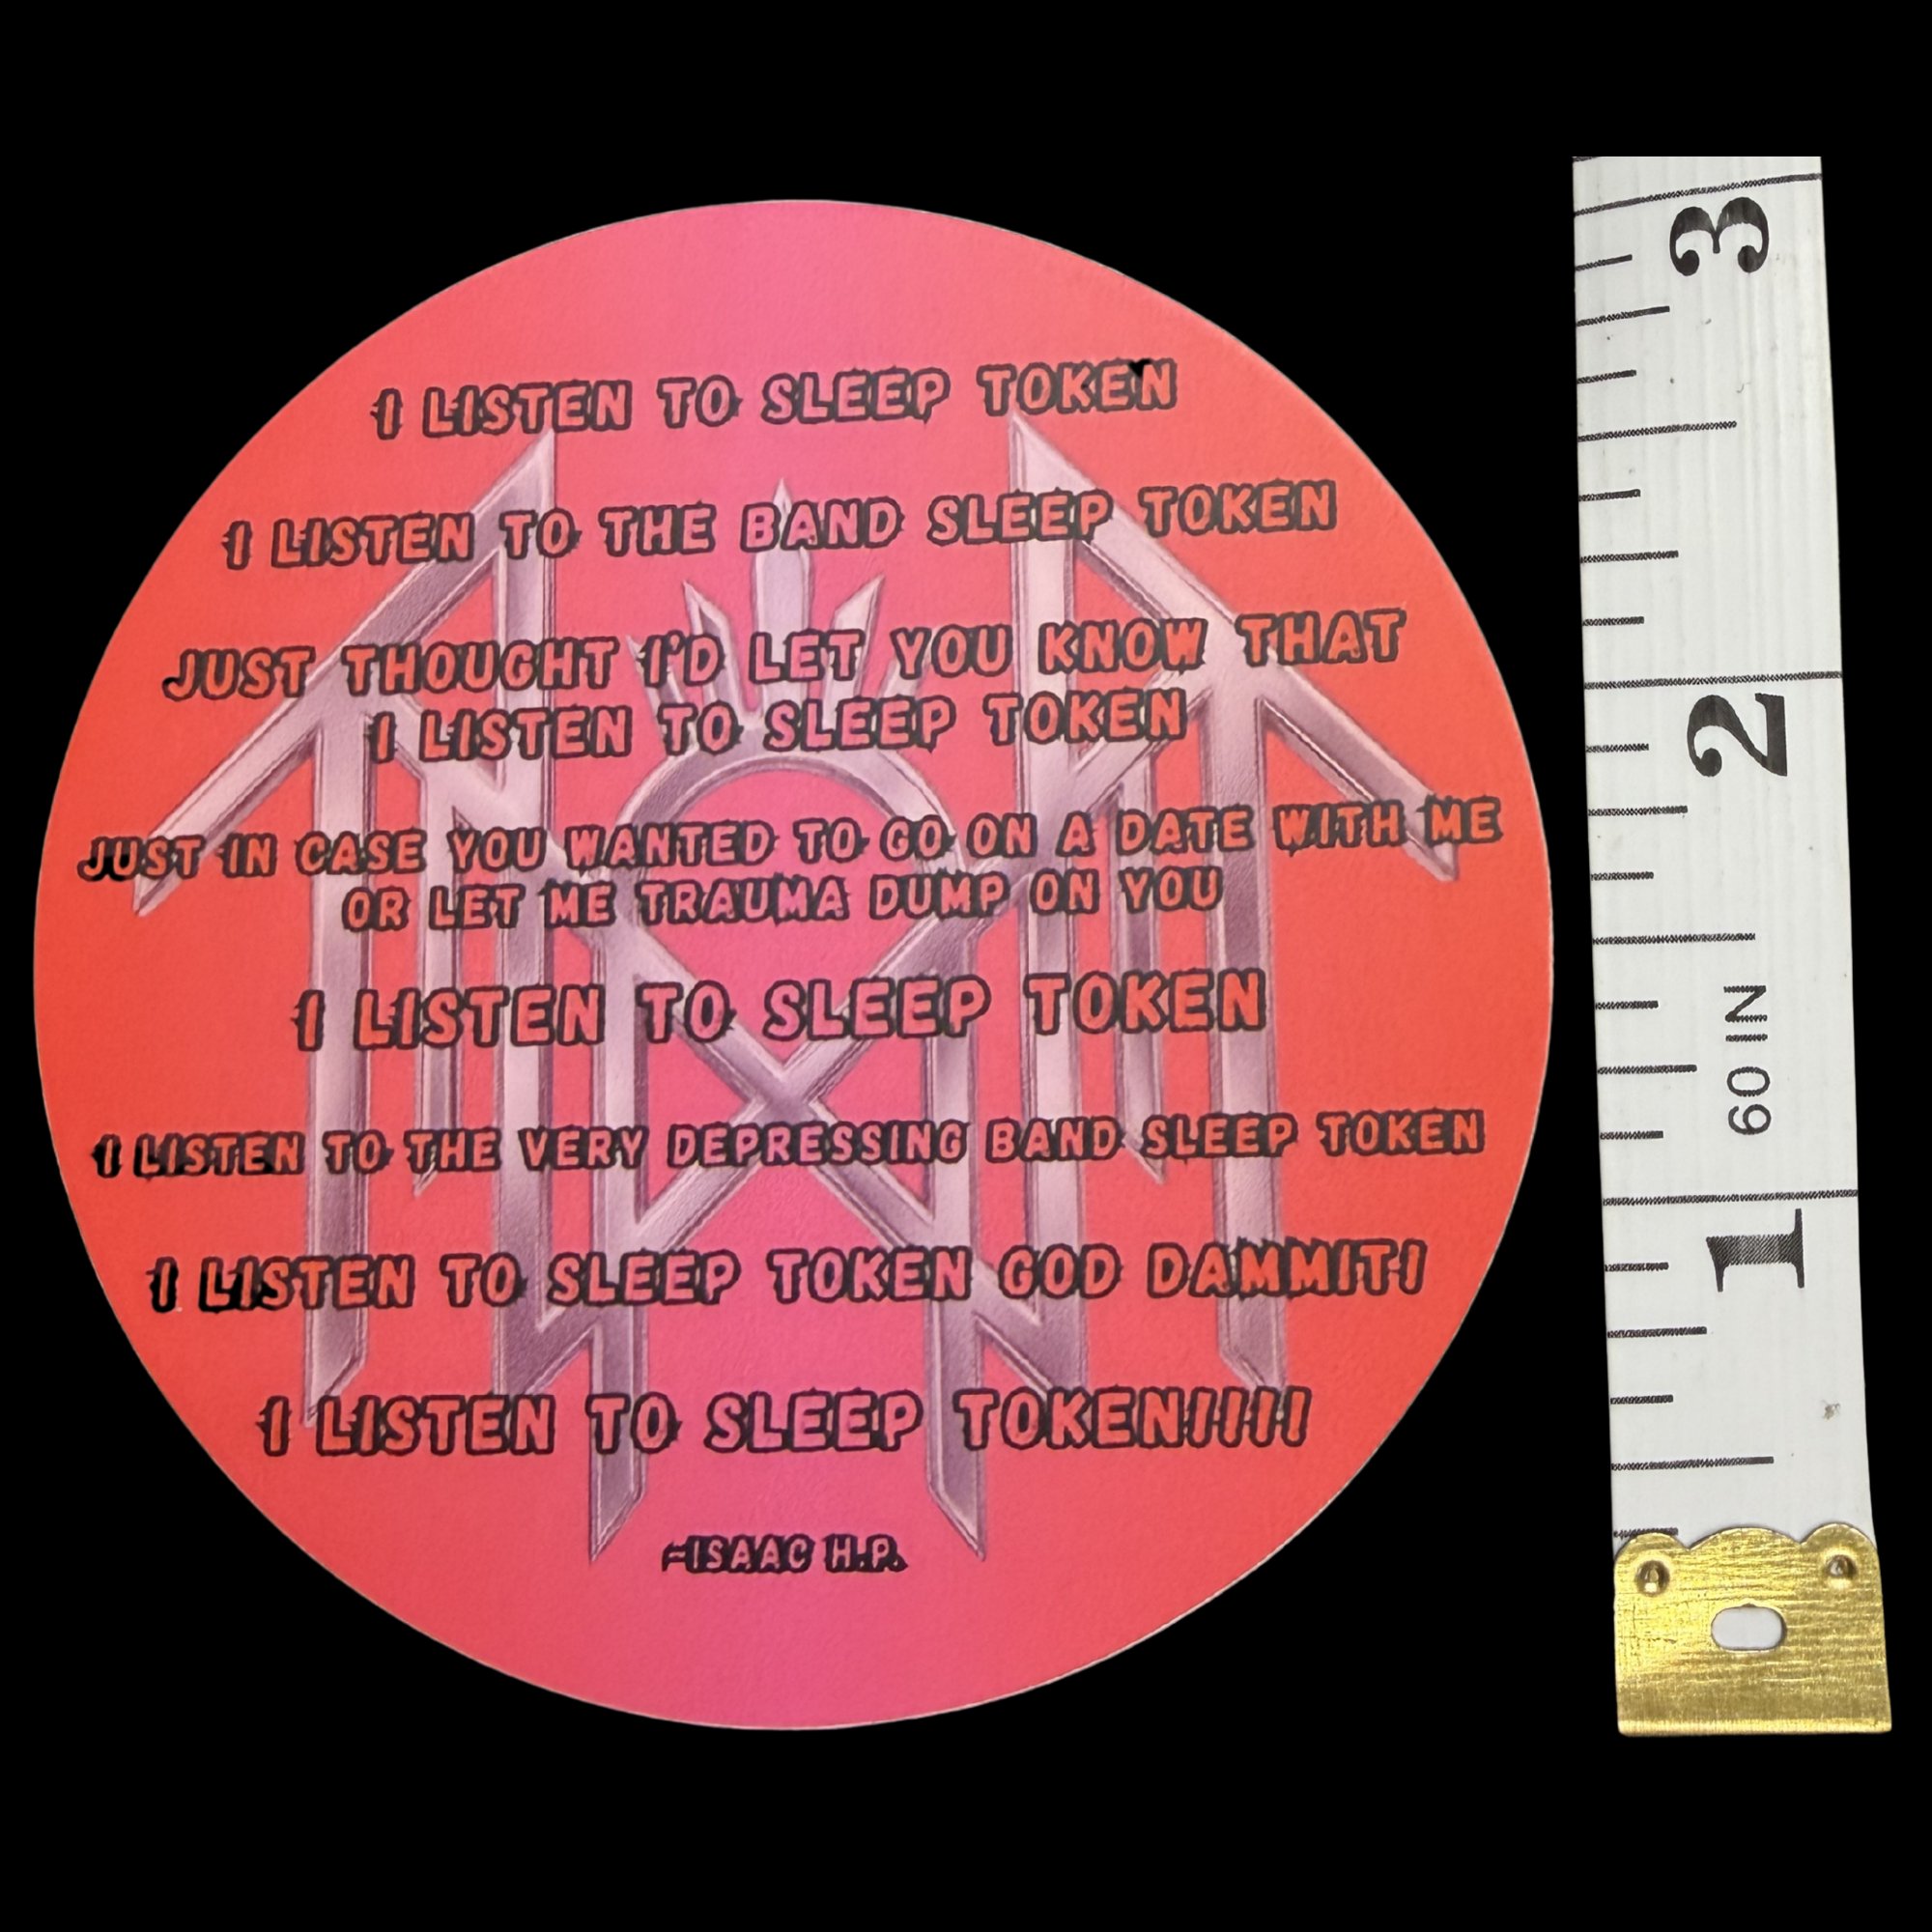 I LISTEN TO SLEEP TOKEN
I LISTEN TO THE BAND SLEEP TOKEN
JUST THOUGHT I'D LET YOU KNOW THAT
I LISTEN TO SLEEP TOKEN
JUST IN CASE YOU WANTED TO GO ON A DATE WITH ME
OR LET ME TRAUMA DUMP ON YOU
I LISTEN TO SLEEP TOKEN
I LISTEN TO THE VERY DEPRESSING BAND SLEEP TOKEN
I LISTEN TO SLEEP TOKEN GOD DAMMIT!
I LISTEN TO SLEEP TOKEN!!!!
~ISAAC H.P.
3
2
60 IN
1